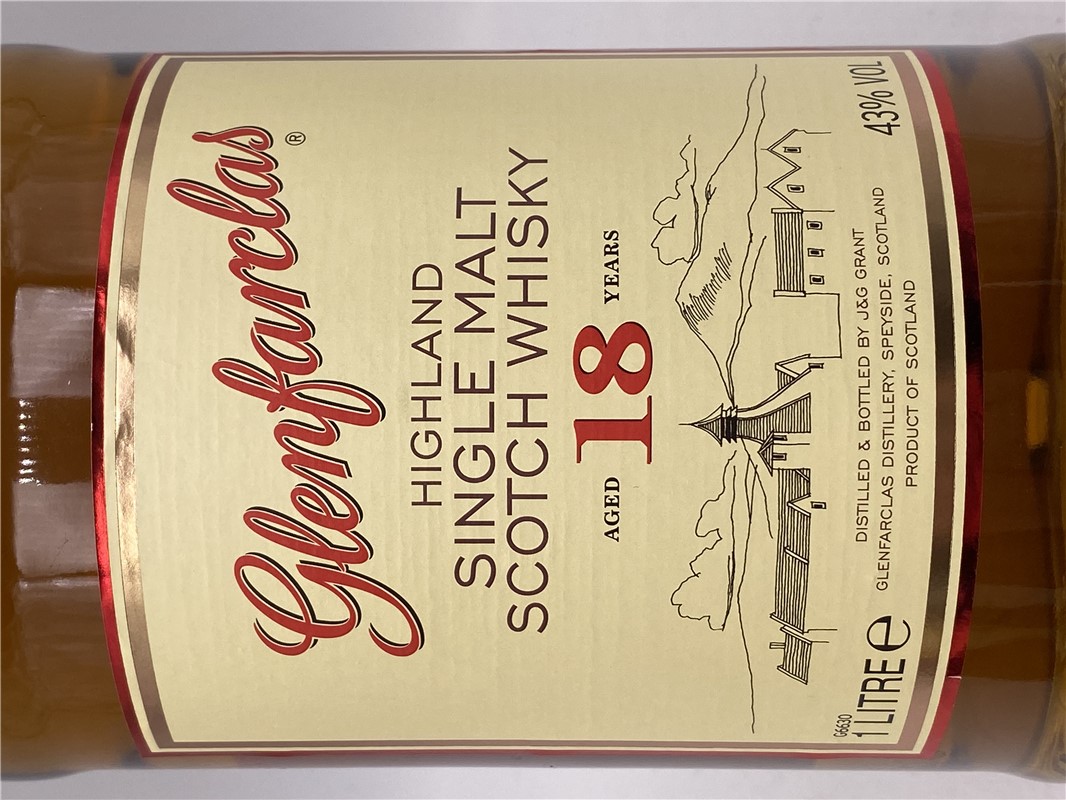 Glenfarclas®
HIGHLAND
SINGLE MALT
SCOTCH WHISKY
AGED 18 YEARS
DISTILLED & BOTTLED BY J&G GRANT
GLENFARCLAS DISTILLERY, SPEYSIDE, SCOTLAND
PRODUCT OF SCOTLAND
G6630
1 LITRE e
43% VOL